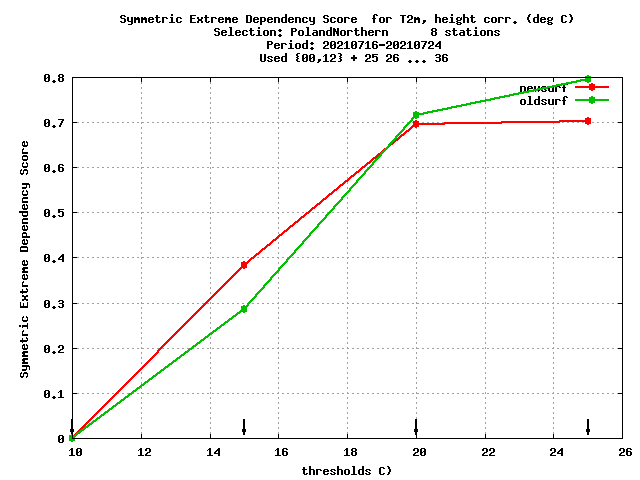 Symmetric Extreme Dependency Score  for T2m, height corr. (deg C)
Selection: PolandNorthern      8 stations
Period: 20210716-20210724
Used {00,12} + 25 26 ... 36
newsurf
oldsurf
Symmetric Extreme Dependency Score
0.8
0.7
0.6
0.5
0.4
0.3
0.2
0.1
0
10 12 14 16 18 20 22 24 26
thresholds C)